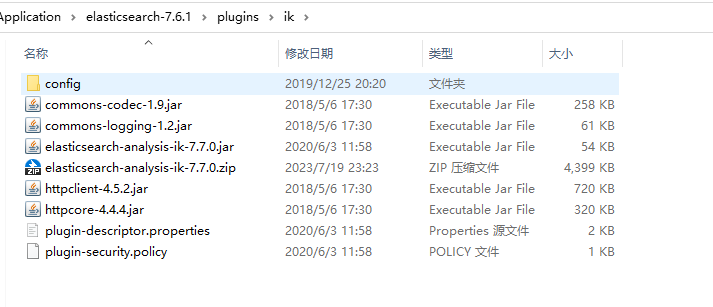 Application > elasticsearch-7.6.1 > plugins > ik >
名称 修改日期 类型 大小
config 2019/12/25 20:20 文件夹
commons-codec-1.9.jar 2018/5/6 17:30 Executable Jar File 258 KB
commons-logging-1.2.jar 2018/5/6 17:30 Executable Jar File 61 KB
elasticsearch-analysis-ik-7.7.0.jar 2020/6/3 11:58 Executable Jar File 54 KB
elasticsearch-analysis-ik-7.7.0.zip 2023/7/19 23:23 ZIP 压缩文件 4,399 KB
httpclient-4.5.2.jar 2018/5/6 17:30 Executable Jar File 720 KB
httpcore-4.4.4.jar 2018/5/6 17:30 Executable Jar File 320 KB
plugin-descriptor.properties 2020/6/3 11:58 Properties 源文件 2 KB
plugin-security.policy 2020/6/3 11:58 POLICY 文件 1 KB